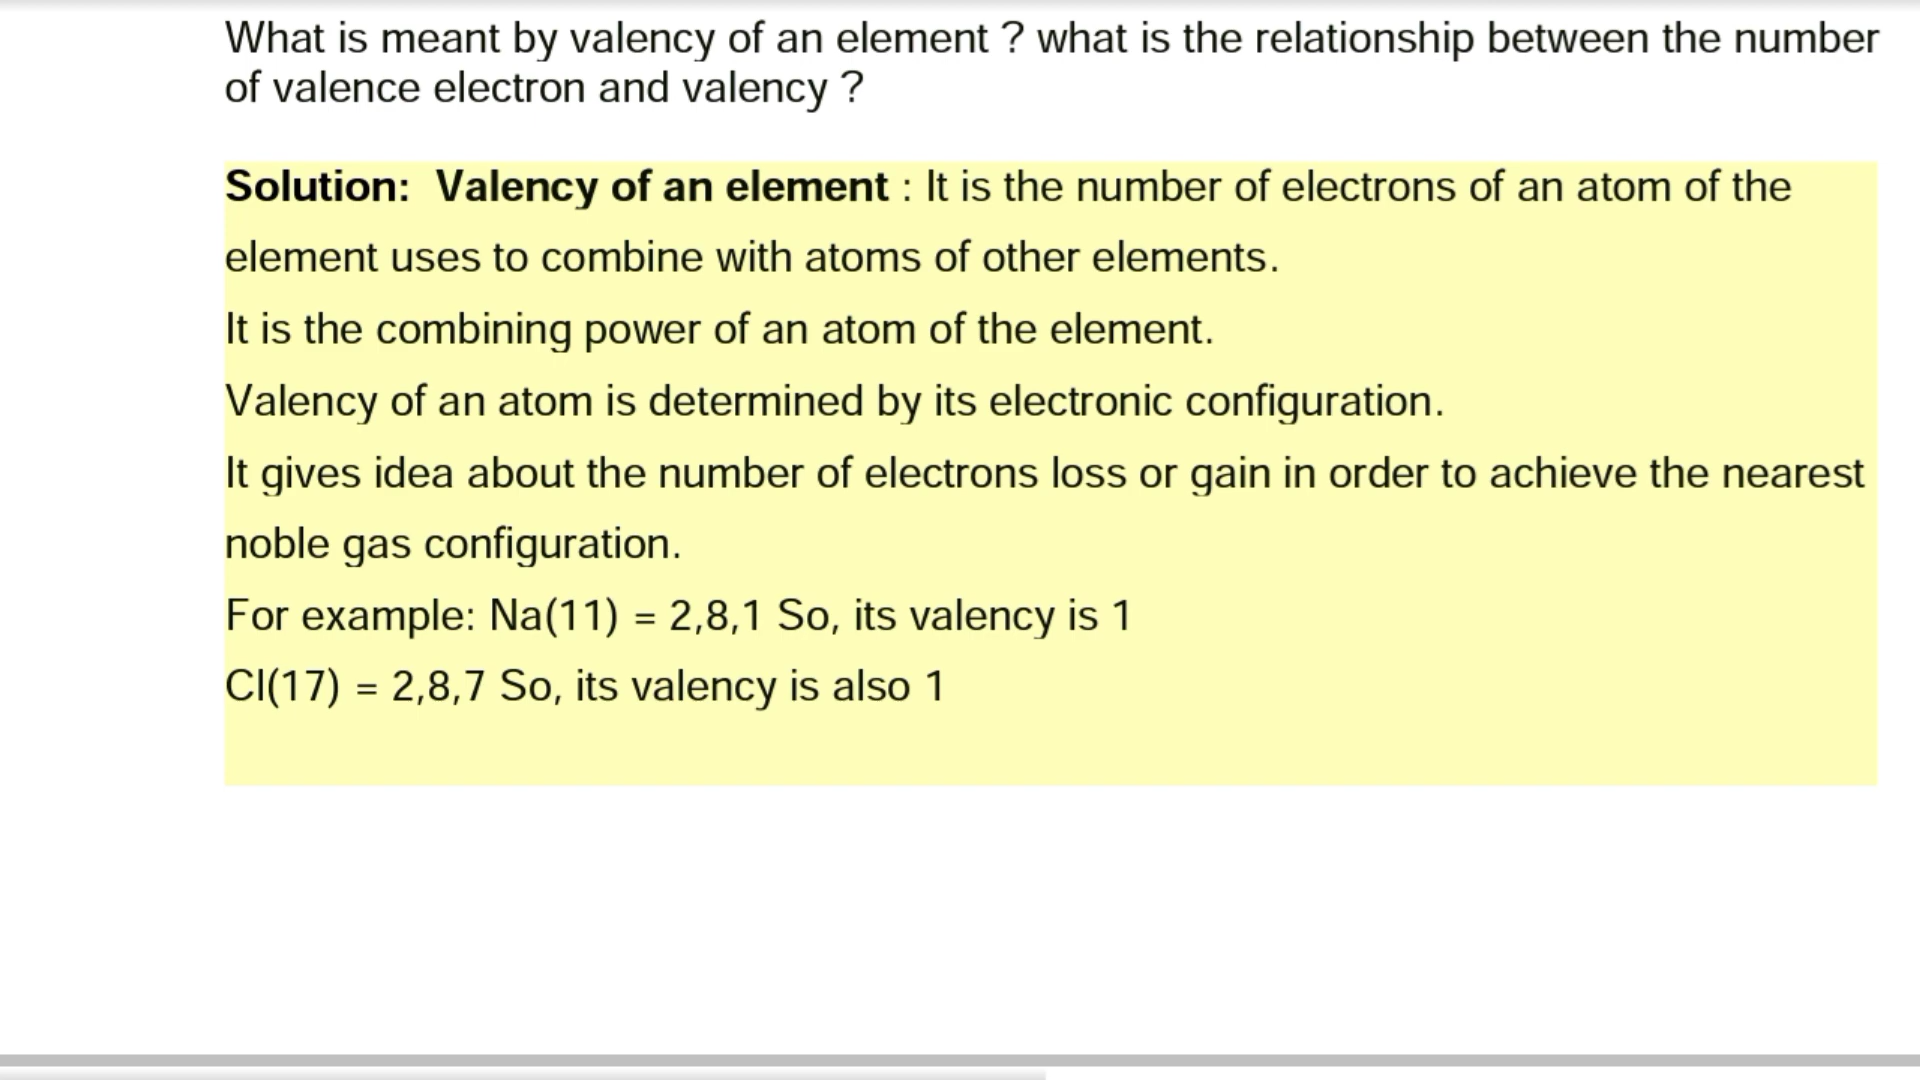 What is meant by valency of an element ? what is the relationship between the number
of valence electron and valency ?
Solution: Valency of an element : It is the number of electrons of an atom of the
element uses to combine with atoms of other elements.
It is the combining power of an atom of the element.
Valency of an atom is determined by its electronic configuration.
It gives idea about the number of electrons loss or gain in order to achieve the nearest
noble gas configuration.
For example: Na(11) = 2,8,1 So, its valency is 1
Cl(17) = 2,8,7 So, its valency is also 1